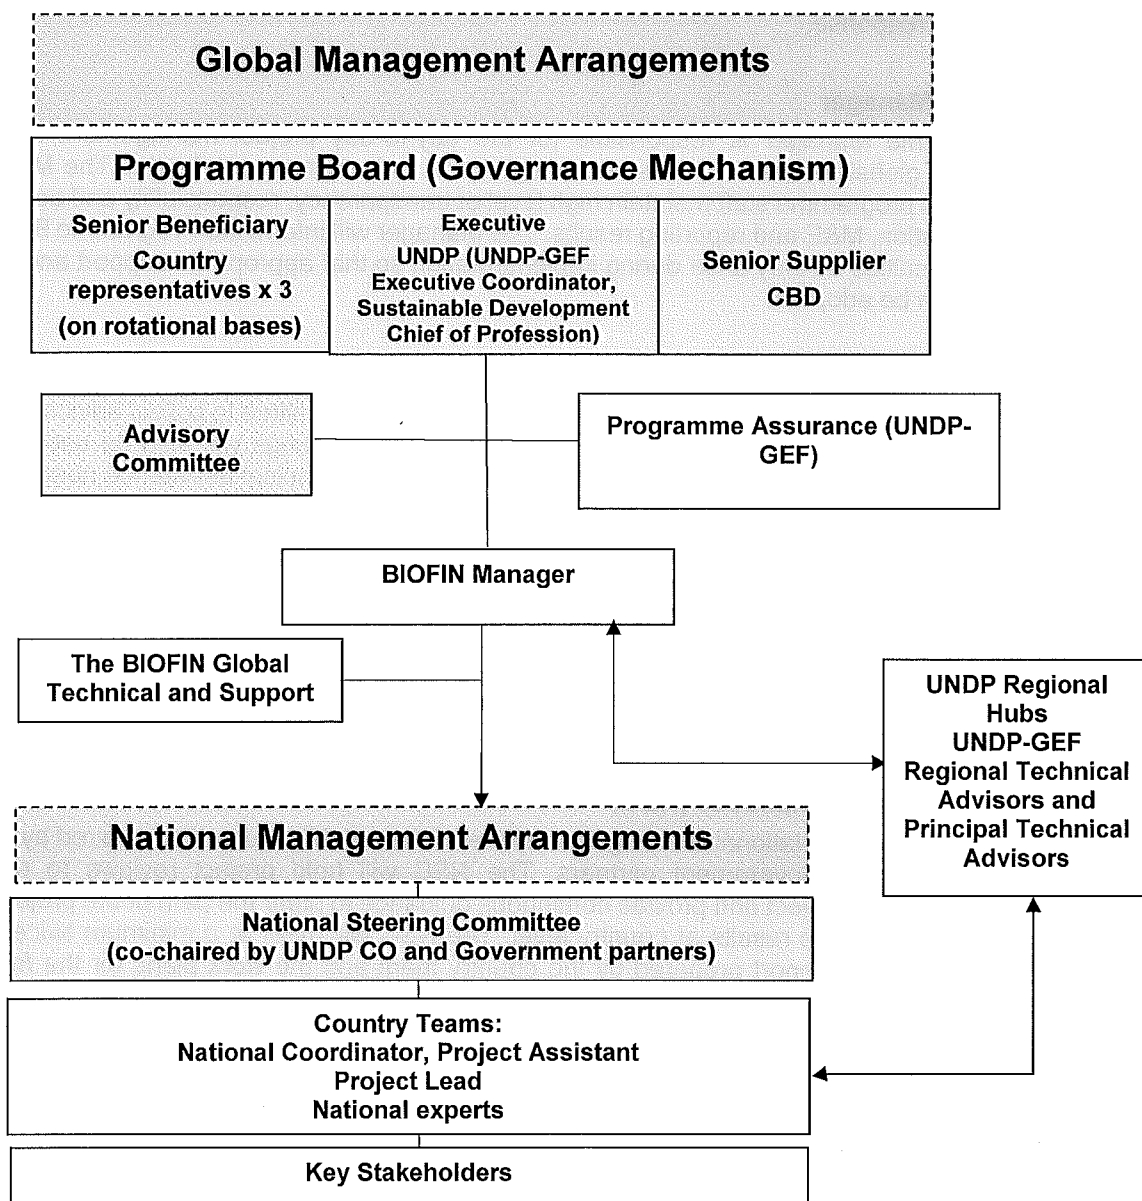 Global Management Arrangements
Programme Board (Governance Mechanism)
Senior Beneficiary
Country
representatives x 3
(on rotational bases)
Executive
UNDP (UNDP-GEF
Executive Coordinator,
Sustainable Development
Chief of Profession)
Senior Supplier
CBD
Advisory
Committee
Programme Assurance (UNDP-
GEF)
BIOFIN Manager
The BIOFIN Global
Technical and Support
UNDP Regional
Hubs
UNDP-GEF
Regional Technical
Advisors and
Principal Technical
Advisors
National Management Arrangements
National Steering Committee
(co-chaired by UNDP CO and Government partners)
Country Teams:
National Coordinator, Project Assistant
Project Lead
National experts
Key Stakeholders